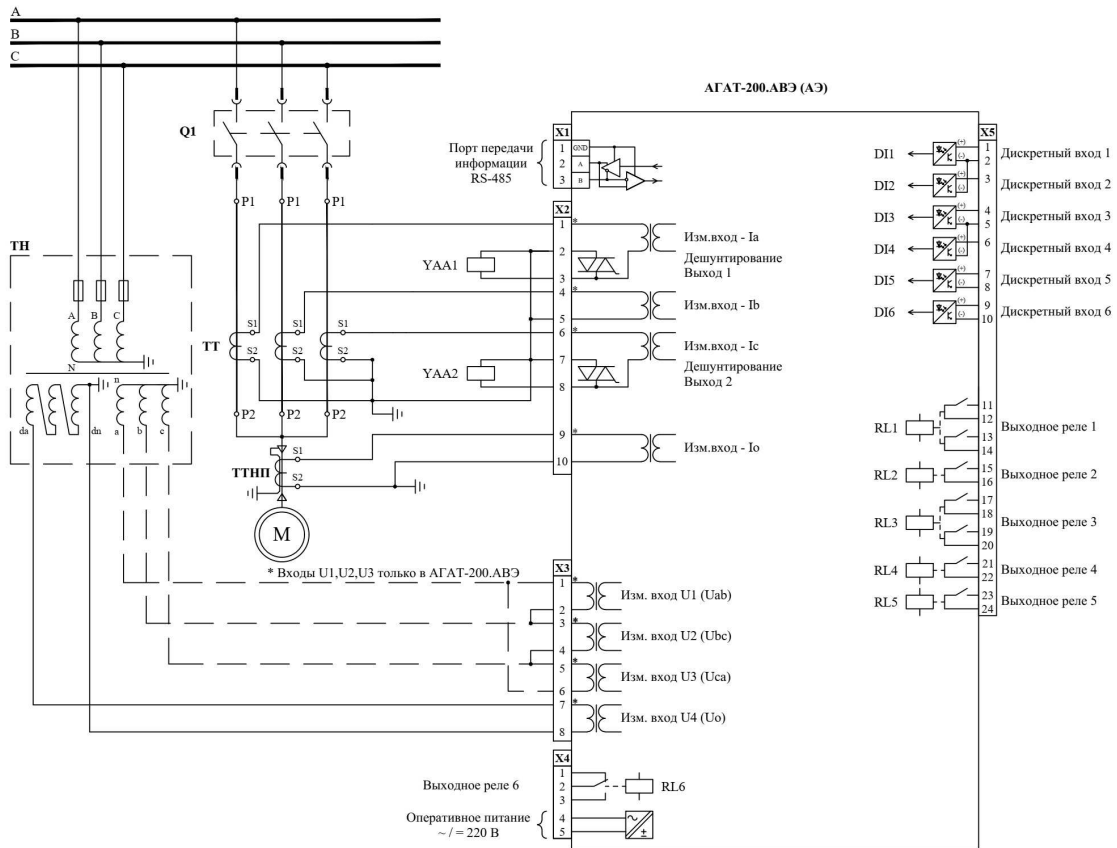 A
B
C
АГАТ-200.АВЭ (АЭ)
Q1
Порт передачи
информации
RS-485
X1
1 GND
2 A
3 B
P1 P1 P1
X2
1 *
2
3
4 *
5
6 *
7
8
9 *
10
YAA1
YAA2
Изм.вход - Ia
Дешунтирование
Выход 1
Изм.вход - Ib
Изм.вход - Ic
Дешунтирование
Выход 2
Изм.вход - Io
ТН
A B C
N
n
da dn a b c
ТТ
S1 S1 S1
S2 S2 S2
P2 P2 P2
ТТНП
S1
S2
М
* Входы U1,U2,U3 только в АГАТ-200.АВЭ
X3
1 *
2
3 *
4
5 *
6
7 *
8
Изм. вход U1 (Uab)
Изм. вход U2 (Ubc)
Изм. вход U3 (Uca)
Изм. вход U4 (Uo)
X4
1
2
3
4
5
Выходное реле 6
RL6
Оперативное питание
~ / = 220 В
X5
DI1 (+) 1 Дискретный вход 1
(-) 2
DI2 (+) 3 Дискретный вход 2
(-)
DI3 (+) 4 Дискретный вход 3
(-) 5
DI4 (+) 6 Дискретный вход 4
(-)
DI5 (+) 7 Дискретный вход 5
(-) 8
DI6 (+) 9 Дискретный вход 6
(-) 10
RL1 11 12 13 14 Выходное реле 1
RL2 15 16 Выходное реле 2
RL3 17 18 19 20 Выходное реле 3
RL4 21 22 Выходное реле 4
RL5 23 24 Выходное реле 5